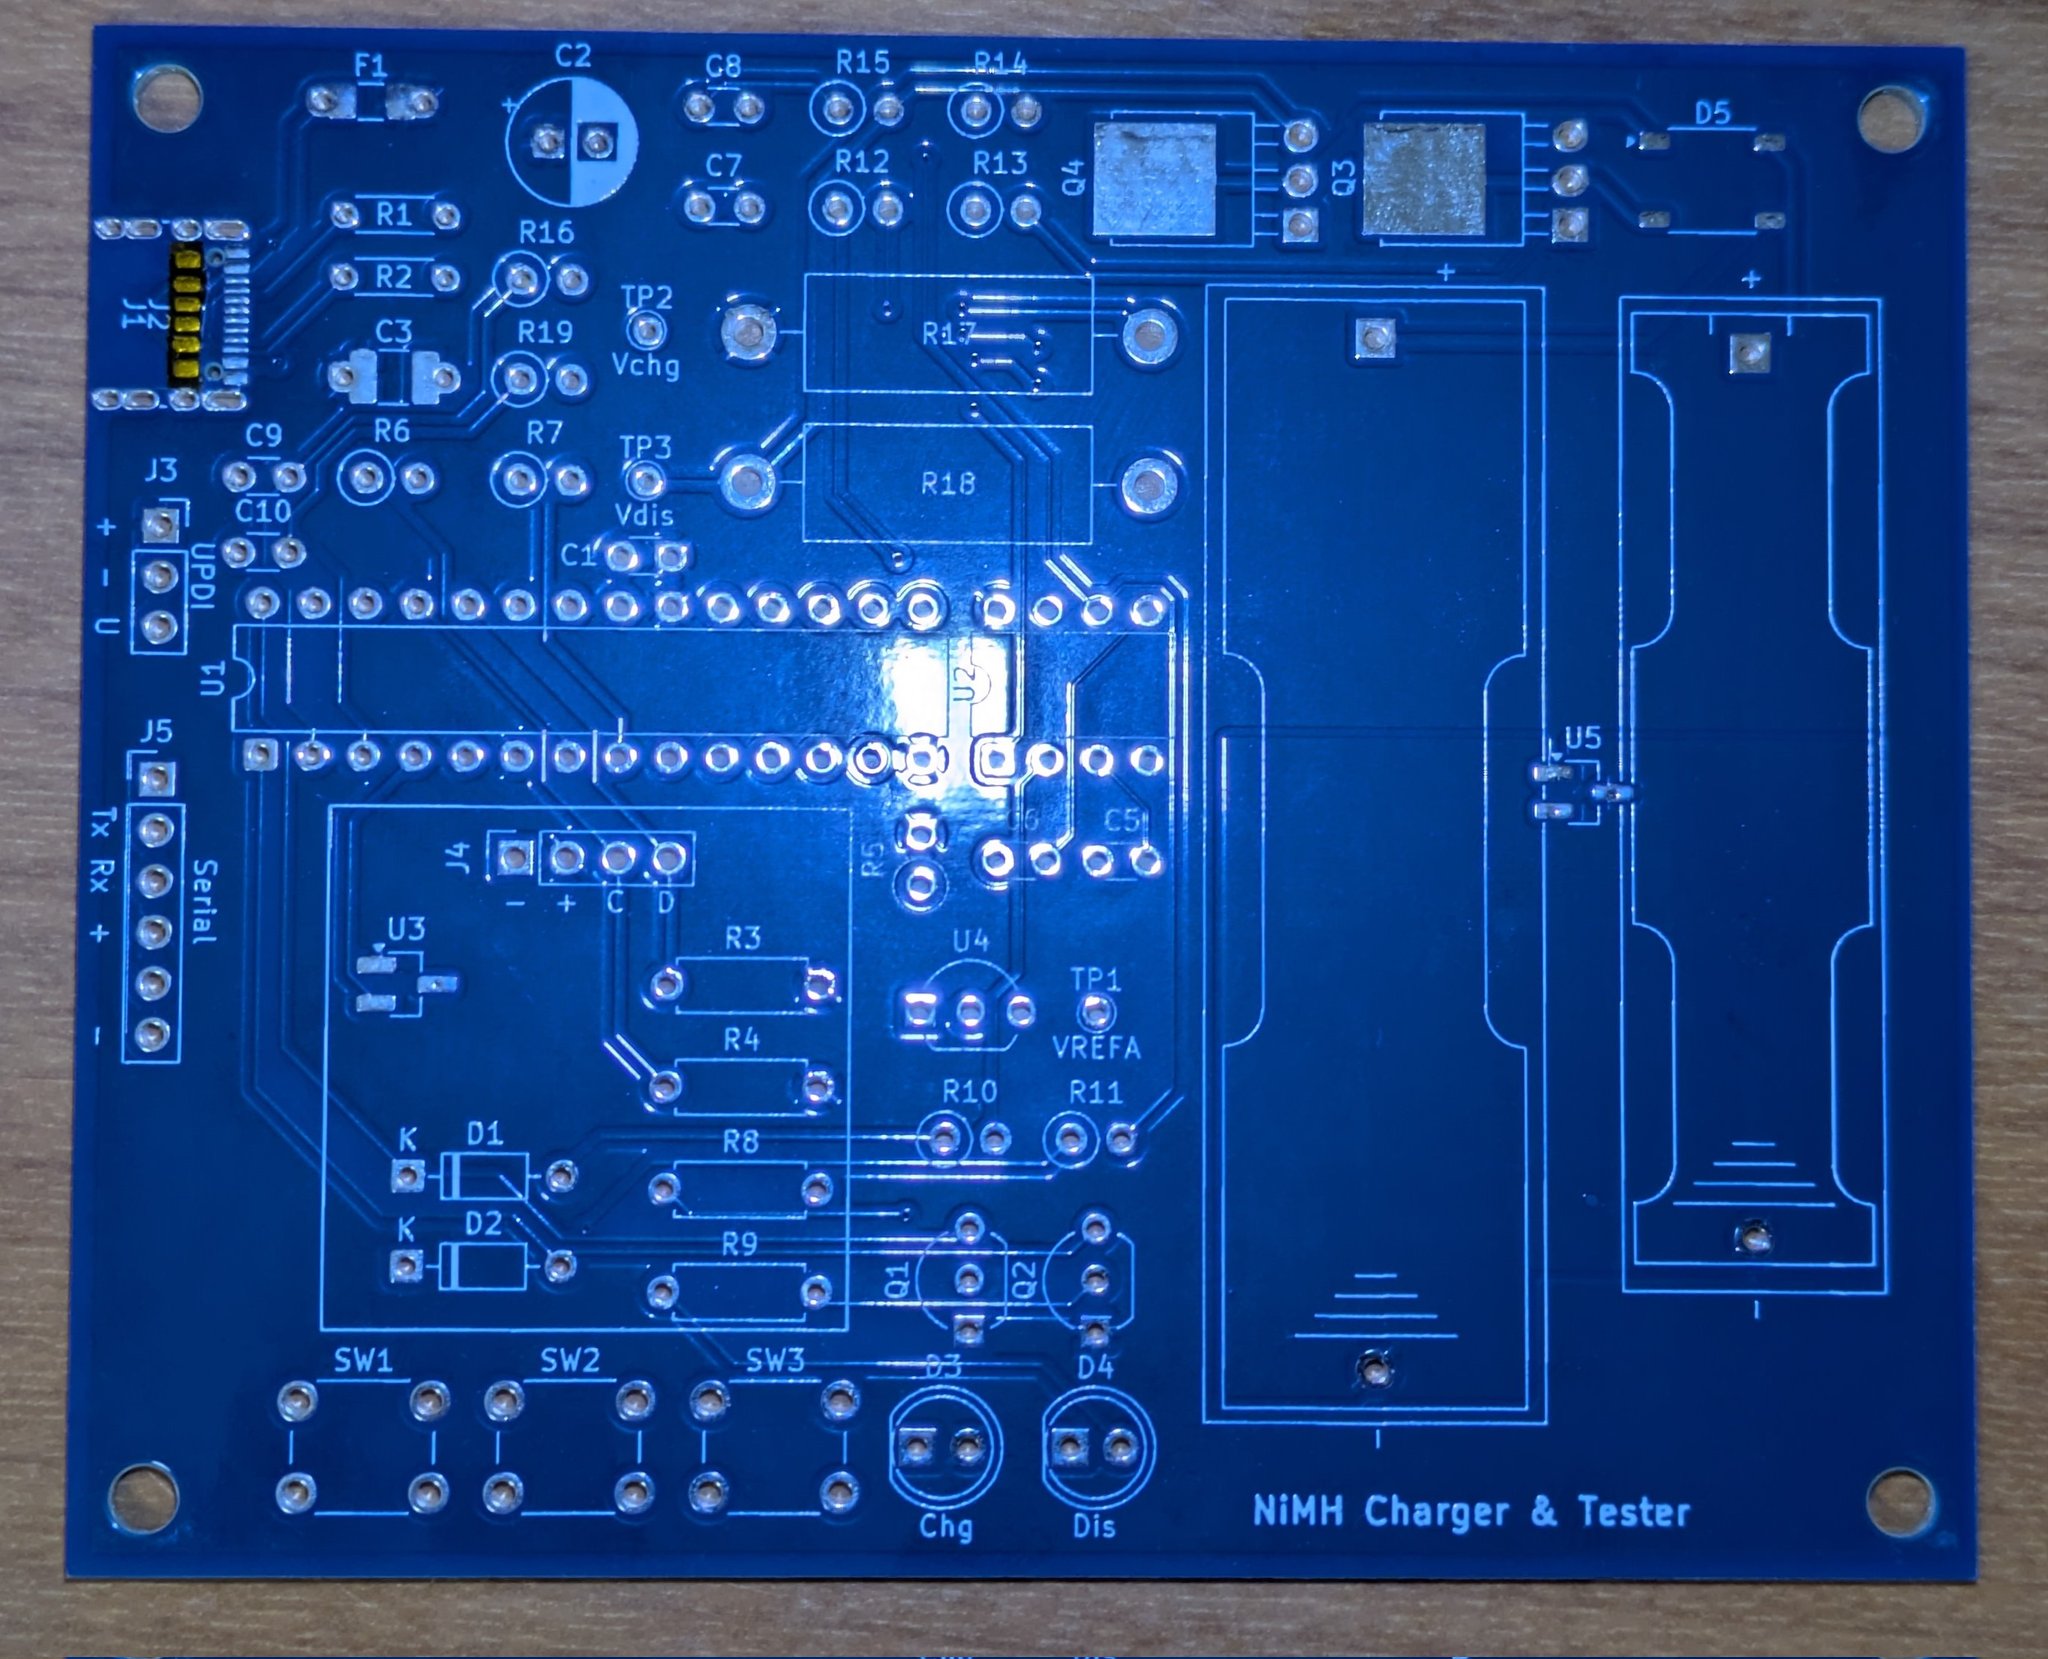 F1
C2
C8
R15
R14
D5
C7
R12
R13
Q4
Q3
R1
R16
R2
TP2
J1
J2
C3
R19
Vchg
R17
+
+
+
C9
R6
R7
TP3
R18
J3
C10
Vdis
C1
+
-
U
UPDI
U1
U2
J5
U5
Tx
Rx
+
-
Serial
J4
- + C D
R5
C6
C5
U3
R3
U4
TP1
R4
VREFA
R10
R11
K
D1
R8
K
D2
R9
Q1
Q2
-
SW1
SW2
SW3
D3
D4
-
Chg
Dis
NiMH Charger & Tester